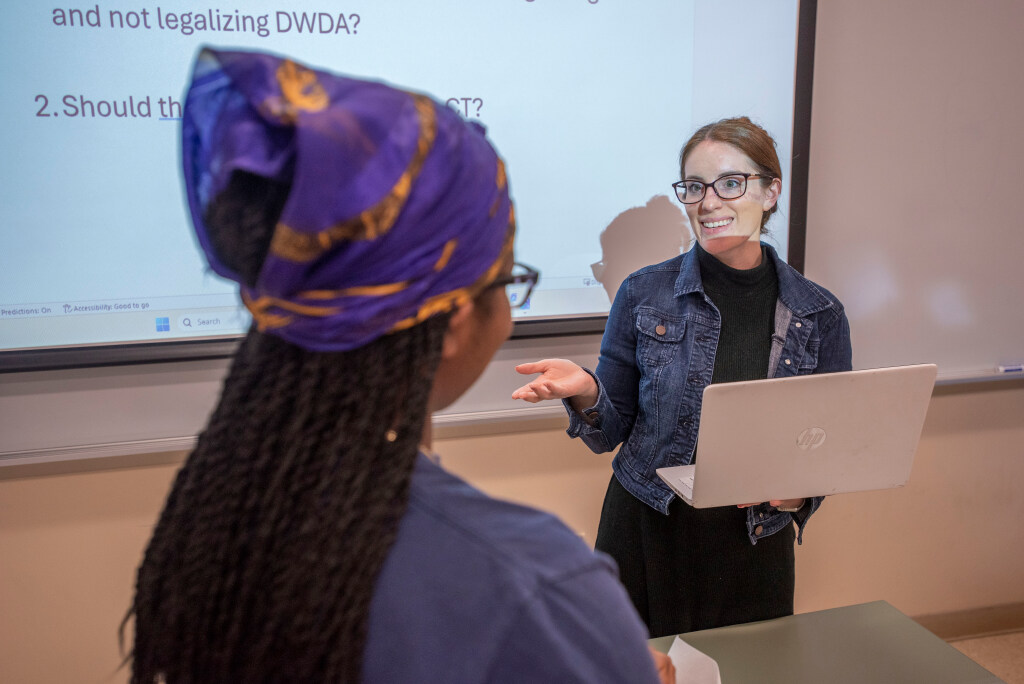 and not legalizing DWDA?
2. Should th CT?
Predictions: On Accessibility: Good to go
Search
hp